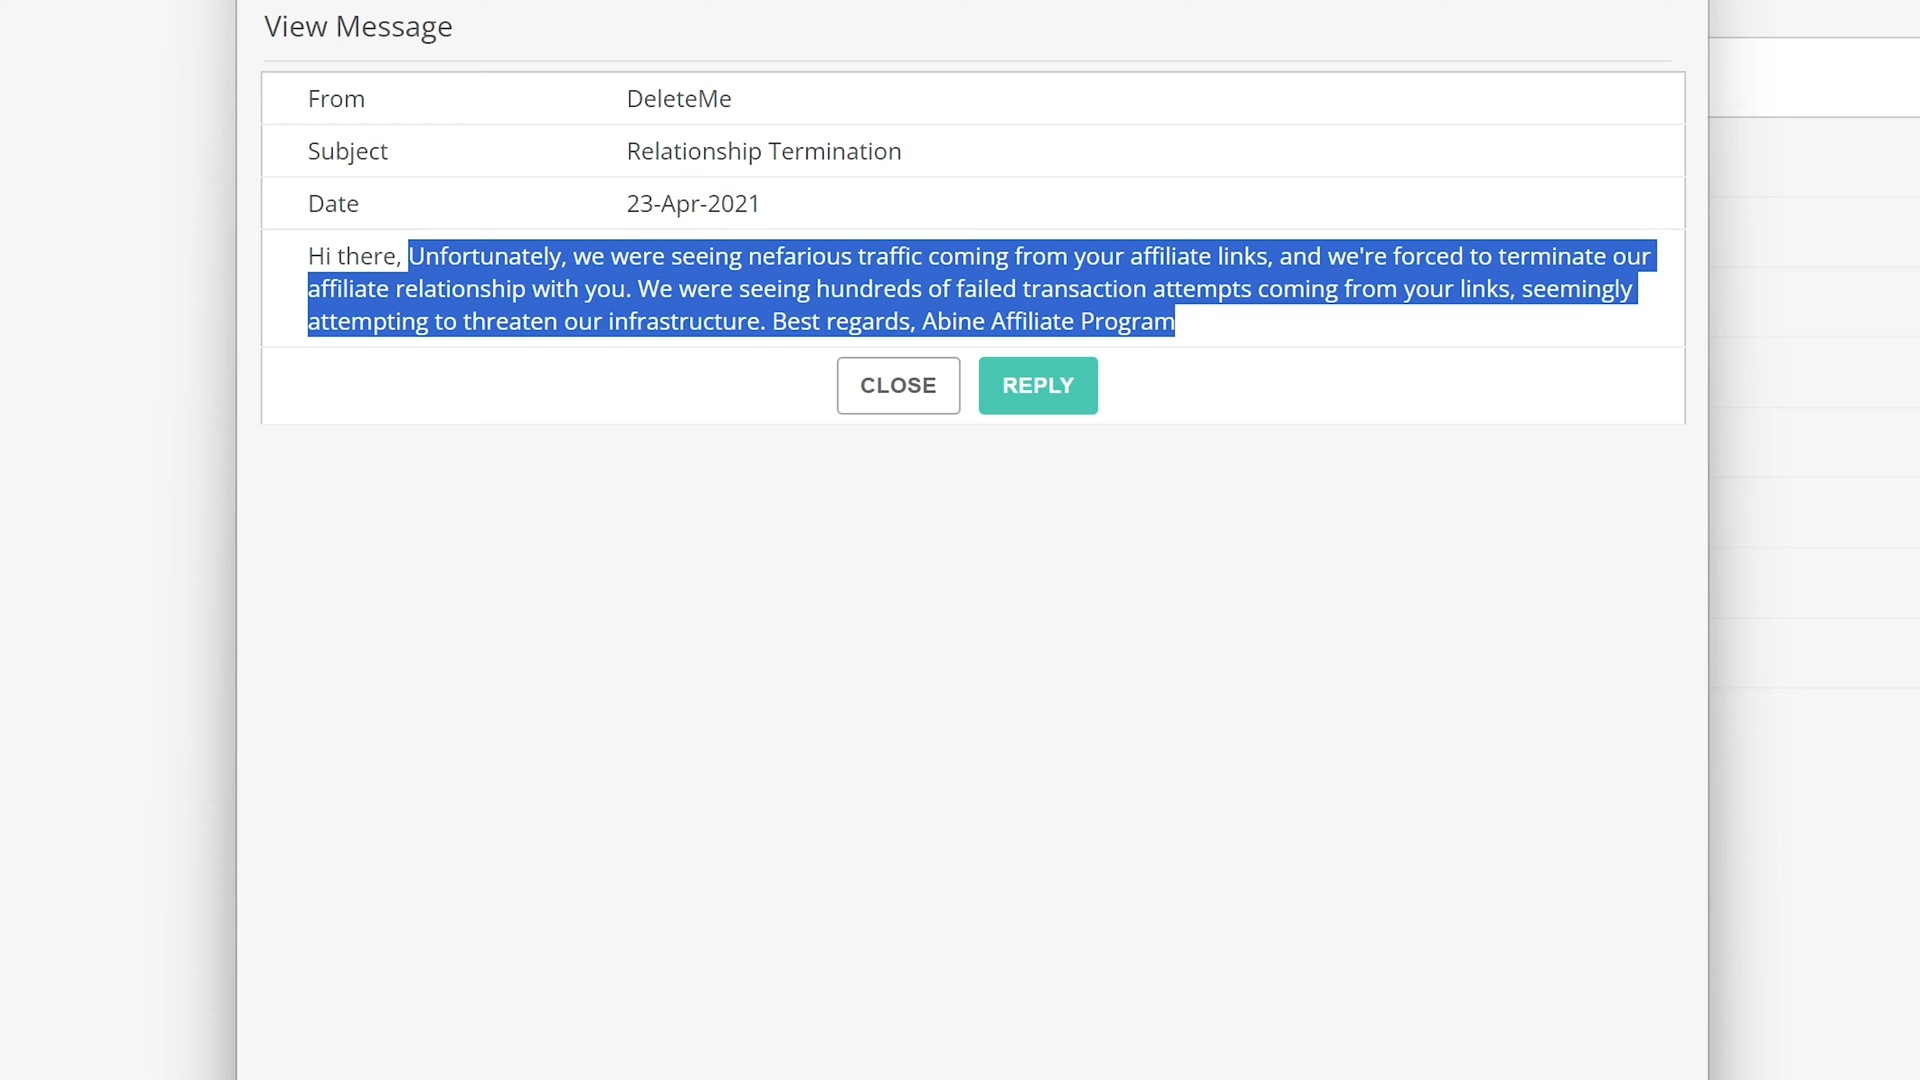 View Message
From DeleteMe
Subject Relationship Termination
Date 23-Apr-2021
Hi there, Unfortunately, we were seeing nefarious traffic coming from your affiliate links, and we're forced to terminate our
affiliate relationship with you. We were seeing hundreds of failed transaction attempts coming from your links, seemingly
attempting to threaten our infrastructure. Best regards, Abine Affiliate Program
CLOSE REPLY